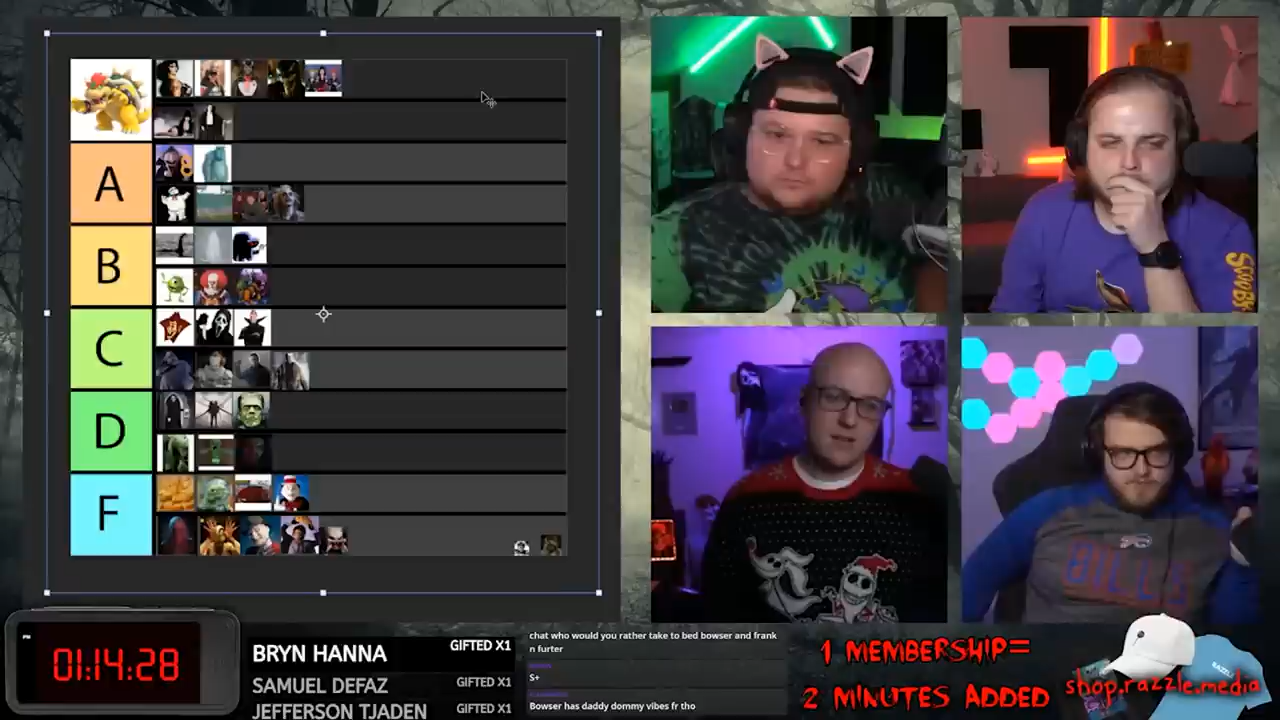 A
B
C
D
F
SCOOBY
BILLS
01:14:28
BRYN HANNA GIFTED X1
SAMUEL DEFAZ GIFTED X1
JEFFERSON TJADEN GIFTED X1
chat who would you rather take to bed bowser and frank
n furter
S+
Bowser has daddy dommy vibes fr tho
1 MEMBERSHIP=
2 MINUTES ADDED
shop.razzle.media